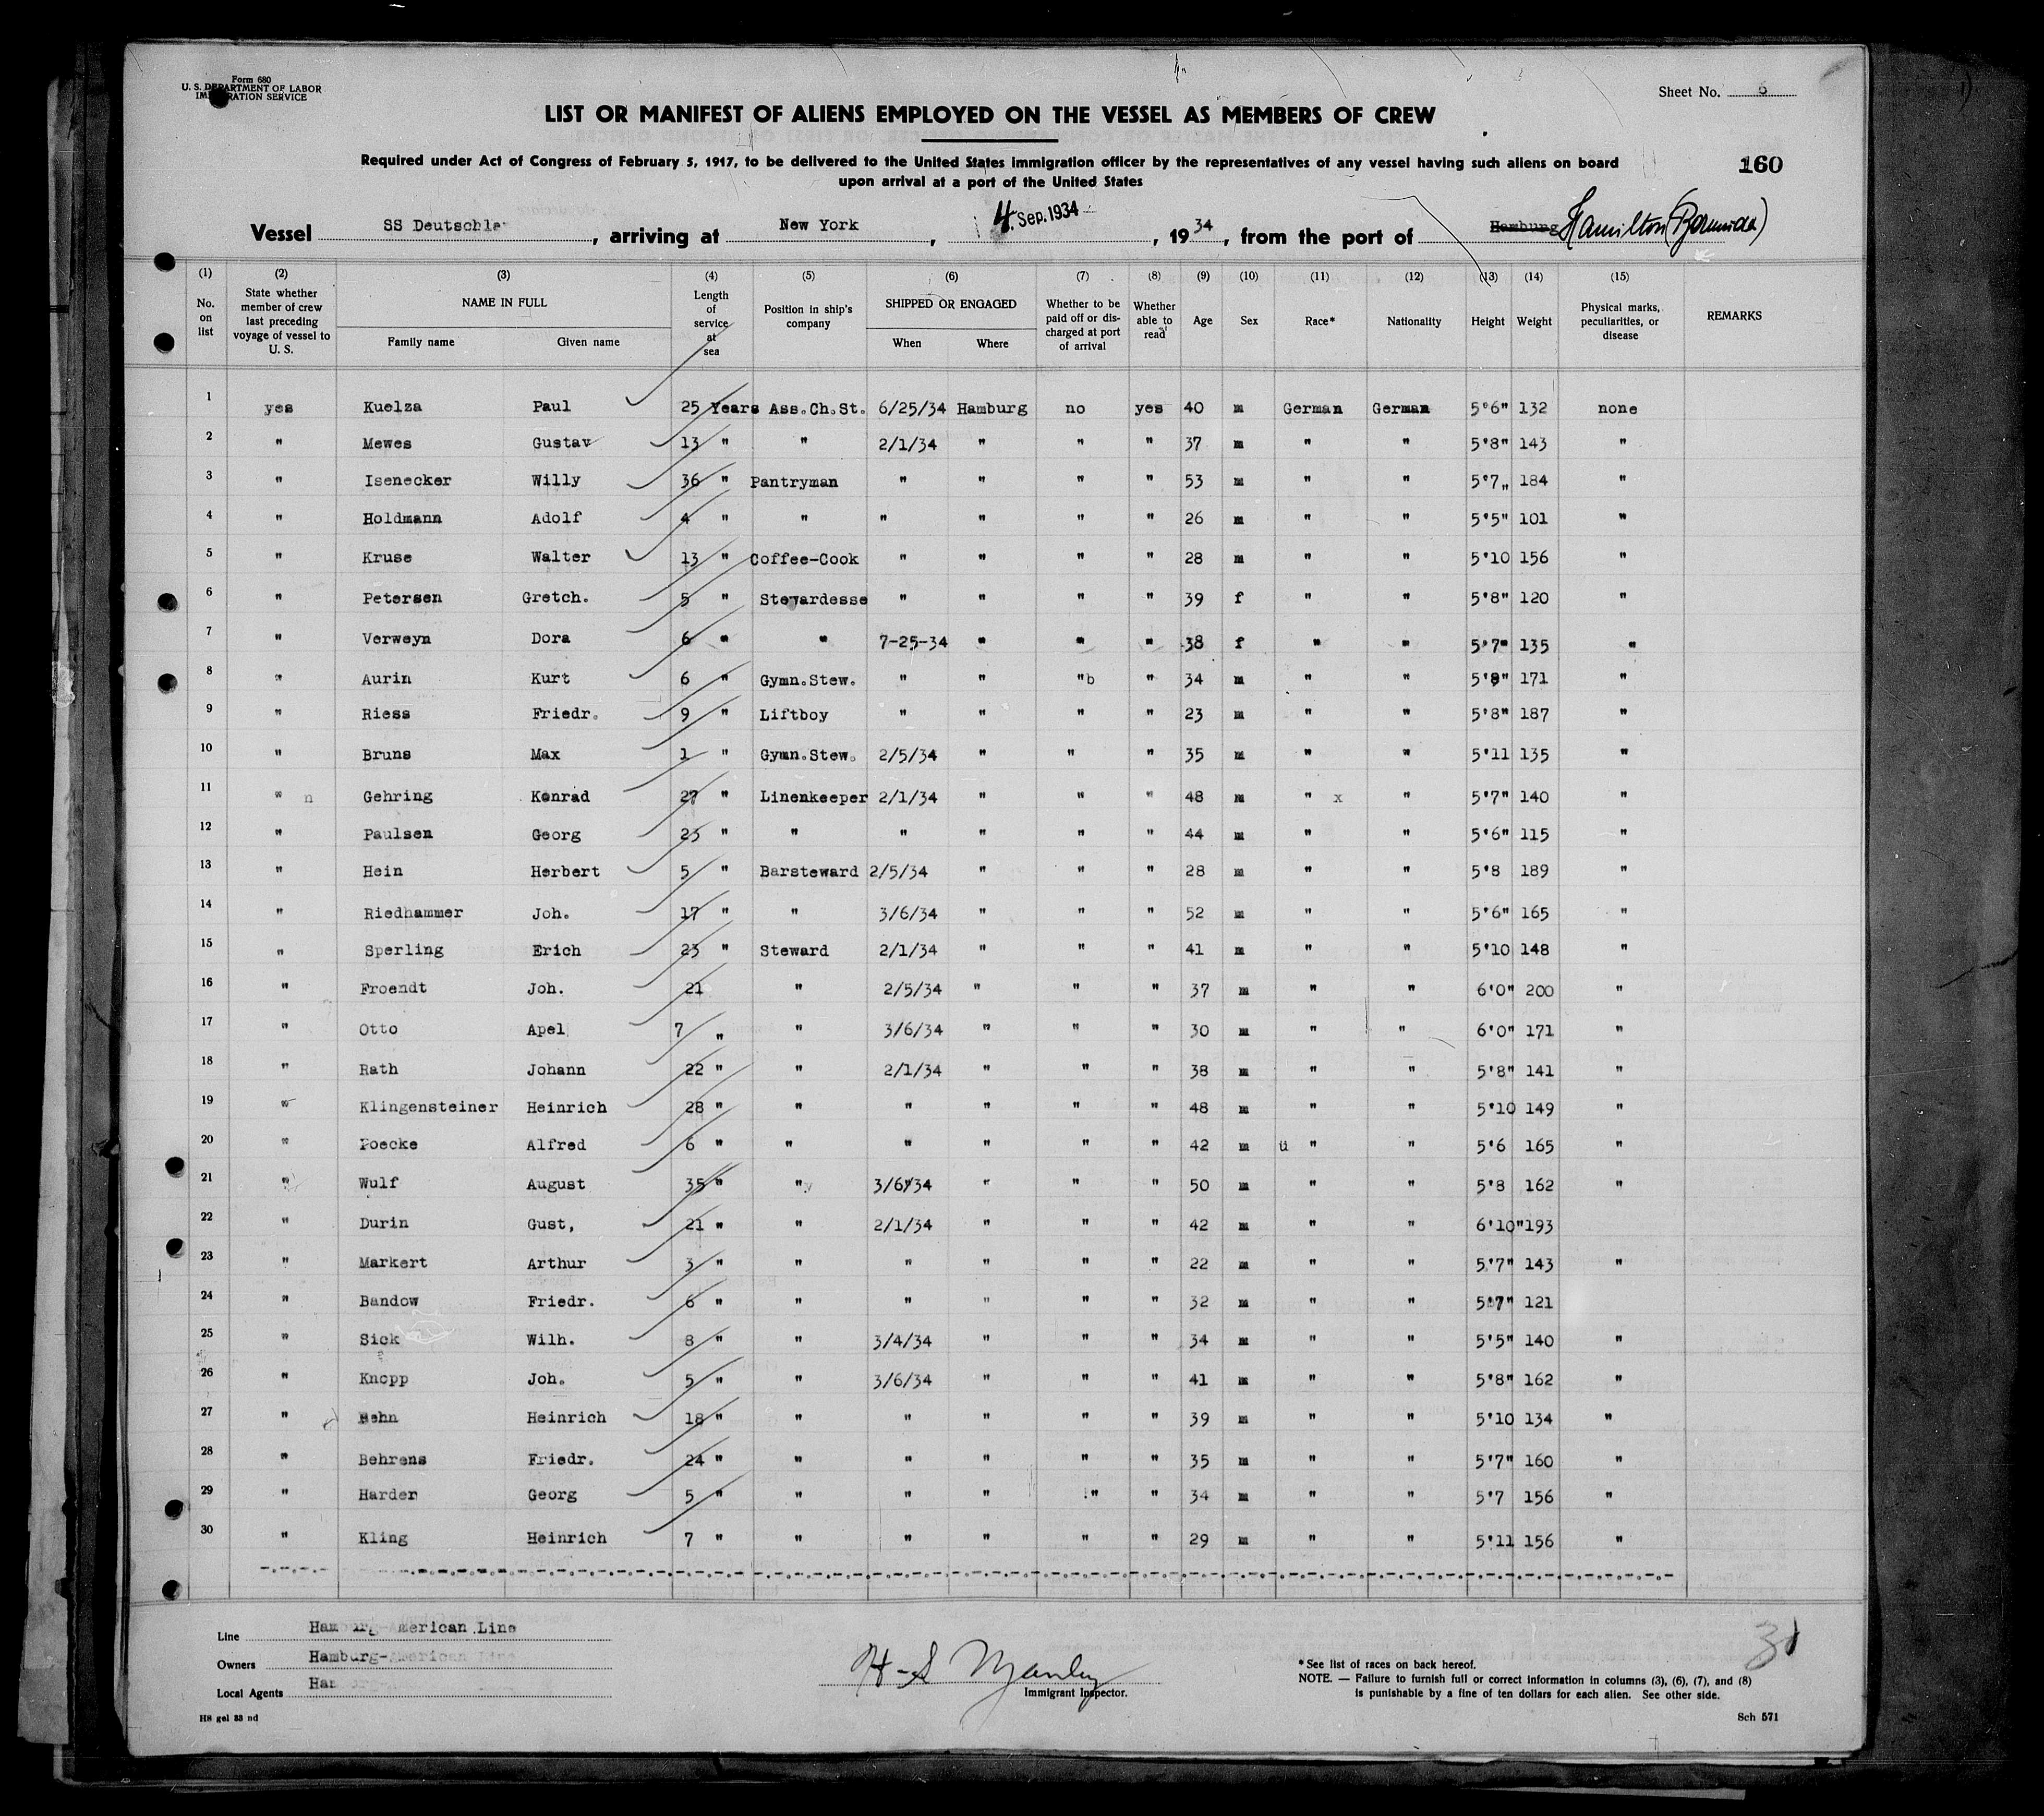 Form 680
U. S. DEPARTMENT OF LABOR
IMMIGRATION SERVICE
Sheet No. 6
LIST OR MANIFEST OF ALIENS EMPLOYED ON THE VESSEL AS MEMBERS OF CREW
Required under Act of Congress of February 5, 1917, to be delivered to the United States immigration officer by the representatives of any vessel having such aliens on board
upon arrival at a port of the United States
160
Vessel SS Deutschla, arriving at New York, 4. Sep. 1934, 1934, from the port of Hamburg Hamilton (Bermuda)
(1) (2) (3) (4) (5) (6) (7) (8) (9) (10) (11) (12) (13) (14) (15)
No. on list State whether member of crew last preceding voyage of vessel to U. S. NAME IN FULL Family name Given name Length of service at sea Position in ship's company SHIPPED OR ENGAGED When Where Whether to be paid off or discharged at port of arrival Whether able to read Age Sex Race* Nationality Height Weight Physical marks, peculiarities, or disease REMARKS
1 yes Kuelza Paul 25 Years Ass.Ch.St. 6/25/34 Hamburg no yes 40 m German German 5'6" 132 none
2 " Mewes Gustav 13 " " 2/1/34 " " " 37 m " " 5'8" 143 "
3 " Isenecker Willy 36 " Pantryman " " " " 53 m " " 5'7" 184 "
4 " Holdmann Adolf 4 " " " " " " 26 m " " 5'5" 101 "
5 " Kruse Walter 13 " Coffee-Cook " " " " 28 m " " 5'10 156 "
6 " Petersen Gretch. 5 " Stewardesse " " " " 39 f " " 5'8" 120 "
7 " Verweyn Dora 6 " " 7-25-34 " " " 38 f " " 5'7" 135 "
8 " Aurin Kurt 6 " Gymn.Stew. " " "b " 34 m " " 5'8" 171 "
9 " Riess Friedr. 9 " Liftboy " " " " 23 m " " 5'8" 187 "
10 " Bruns Max 1 " Gymn.Stew. 2/5/34 " " " 35 m " " 5'11 135 "
11 " n Gehring Konrad 27 " Linenkeeper 2/1/34 " " " 48 m " x " 5'7" 140 "
12 " Paulsen Georg 23 " " " " " " 44 m " " 5'6" 115 "
13 " Hein Herbert 5 " Barsteward 2/5/34 " " " 28 m " " 5'8 189 "
14 " Riedhammer Joh. 17 " " 3/6/34 " " " 52 m " " 5'6" 165 "
15 " Sperling Erich 23 " Steward 2/1/34 " " " 41 m " " 5'10 148 "
16 " Froendt Joh. 21 " 2/5/34 " " " 37 m " " 6'0" 200 "
17 " Otto Apel 7 " " 3/6/34 " " " 30 m " " 6'0" 171 "
18 " Rath Johann 22 " " 2/1/34 " " " 38 m " " 5'8" 141 "
19 " Klingensteiner Heinrich 28 " " " " " " 48 m " " 5'10 149 "
20 " Poecke Alfred 6 " " " " " " 42 m ü " " 5'6 165 "
21 " Wulf August 35 " " 3/6/34 " " " 50 m " " 5'8 162 "
22 " Durin Gust, 21 " " 2/1/34 " " " 42 m " " 6'10" 193
23 " Markert Arthur 3 " " " " " " 22 m " " 5'7" 143 "
24 " Bandow Friedr. 6 " " " " " " 32 m " " 5'7" 121
25 " Sick Wilh. 8 " " 3/4/34 " " " 34 m " " 5'5" 140 "
26 " Knopp Joh. 5 " " 3/6/34 " " " 41 m " " 5'8" 162 "
27 " Heinrich 18 " " " " " " 39 m " " 5'10 134 "
28 " Behrens Friedr. 24 " " " " " " 35 m " " 5'7" 160 "
29 " Harder Georg 5 " " " " " " 34 m " " 5'7 156 "
30 " Kling Heinrich 7 " " " " " " 29 m " " 5'11 156 "
Line Hamburg-American Line
Owners Hamburg-American Line
Local Agents Ham
H-S Manley
Immigrant Inspector.
30
*See list of races on back hereof.
NOTE. — Failure to furnish full or correct information in columns (3), (6), (7), and (8)
is punishable by a fine of ten dollars for each alien. See other side.
H8 gel 33 nd
Sch 571